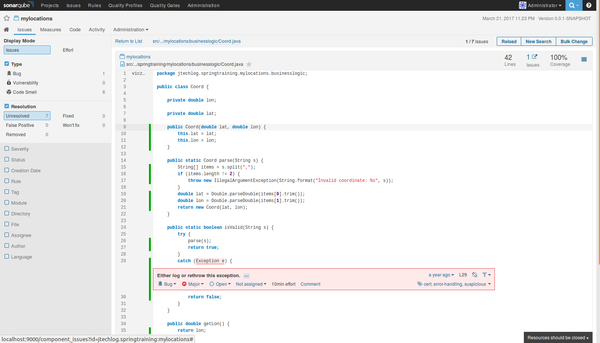 sonarqube Projects Issues Rules Quality Profiles Quality Gates Administration Administrator
mylocations March 21, 2017 11:23 PM Version 0.0.1-SNAPSHOT
Issues Measures Code Activity Administration
Display Mode
Issues Effort
Type
Bug 1
Vulnerability 0
Code Smell 6
Resolution
Unresolved 7 Fixed 0
False Positive 0 Won't fix 0
Removed 0
Severity
Status
Creation Date
Rule
Tag
Module
Directory
File
Assignee
Author
Language
Return to List src/...mylocations/businesslogic/Coord.java 1 / 7 issues Reload New Search Bulk Change
mylocations
src/...springtraining/mylocations/businesslogic/Coord.java
42 Lines 1 Issues 100% Coverage
1 vicz... package jtechlog.springtraining.mylocations.businesslogic;
2
3 public class Coord {
4
5 private double lon;
6
7 private double lat;
8
9 public Coord(double lat, double lon) {
10 this.lat = lat;
11 this.lon = lon;
12 }
13
14 public static Coord parse(String s) {
15 String[] items = s.split(",");
16 if (items.length != 2) {
17 throw new IllegalArgumentException(String.format("Invalid coordinate: %s", s));
18 }
19 double lat = Double.parseDouble(items[0].trim());
20 double lon = Double.parseDouble(items[1].trim());
21 return new Coord(lat, lon);
22 }
23
24 public static boolean isValid(String s) {
25 try {
26 parse(s);
27 return true;
28 }
29 catch (Exception e) {
Either log or rethrow this exception. ... a year ago L29
Bug Major Open Not assigned 10min effort Comment cert, error-handling, suspicious
30 return false;
31 }
32 }
33
34 public double getLon() {
35 return lon;
localhost:9000/component_issues?id=jtechlog.springtraining:mylocations#
Resources should be closed